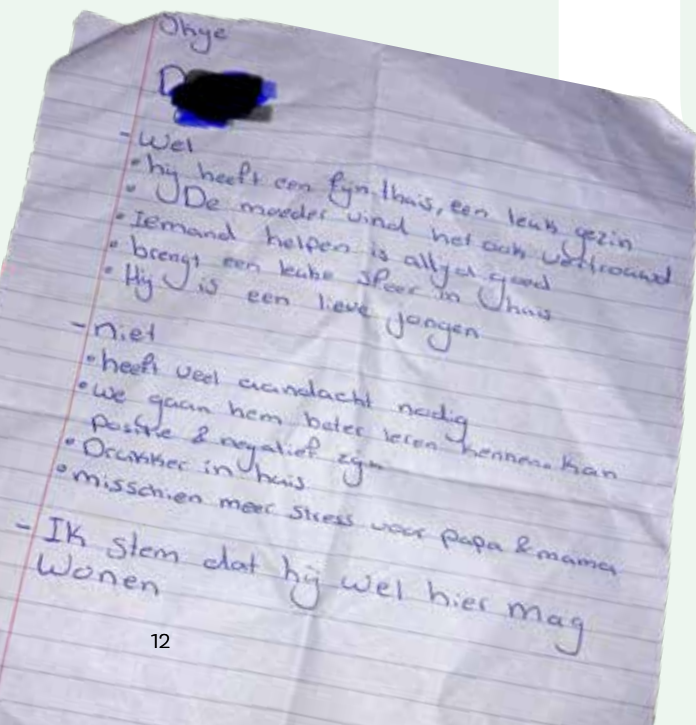 D
- Wel
• hij heeft een fijn thuis, een leuk gezin
• De moeder vind het ook vertrouwd
• Iemand helpen is altijd goed
• brengt een leuke sfeer in huis
• Hij is een lieve jongen
- niet
• heeft veel aandacht nodig
• we gaan hem beter leren kennen. kan
positie & negatief zijn
• Drukker in huis
• misschien meer stress voor papa & mama
- Ik stem dat hij wel hier mag
Wonen
12